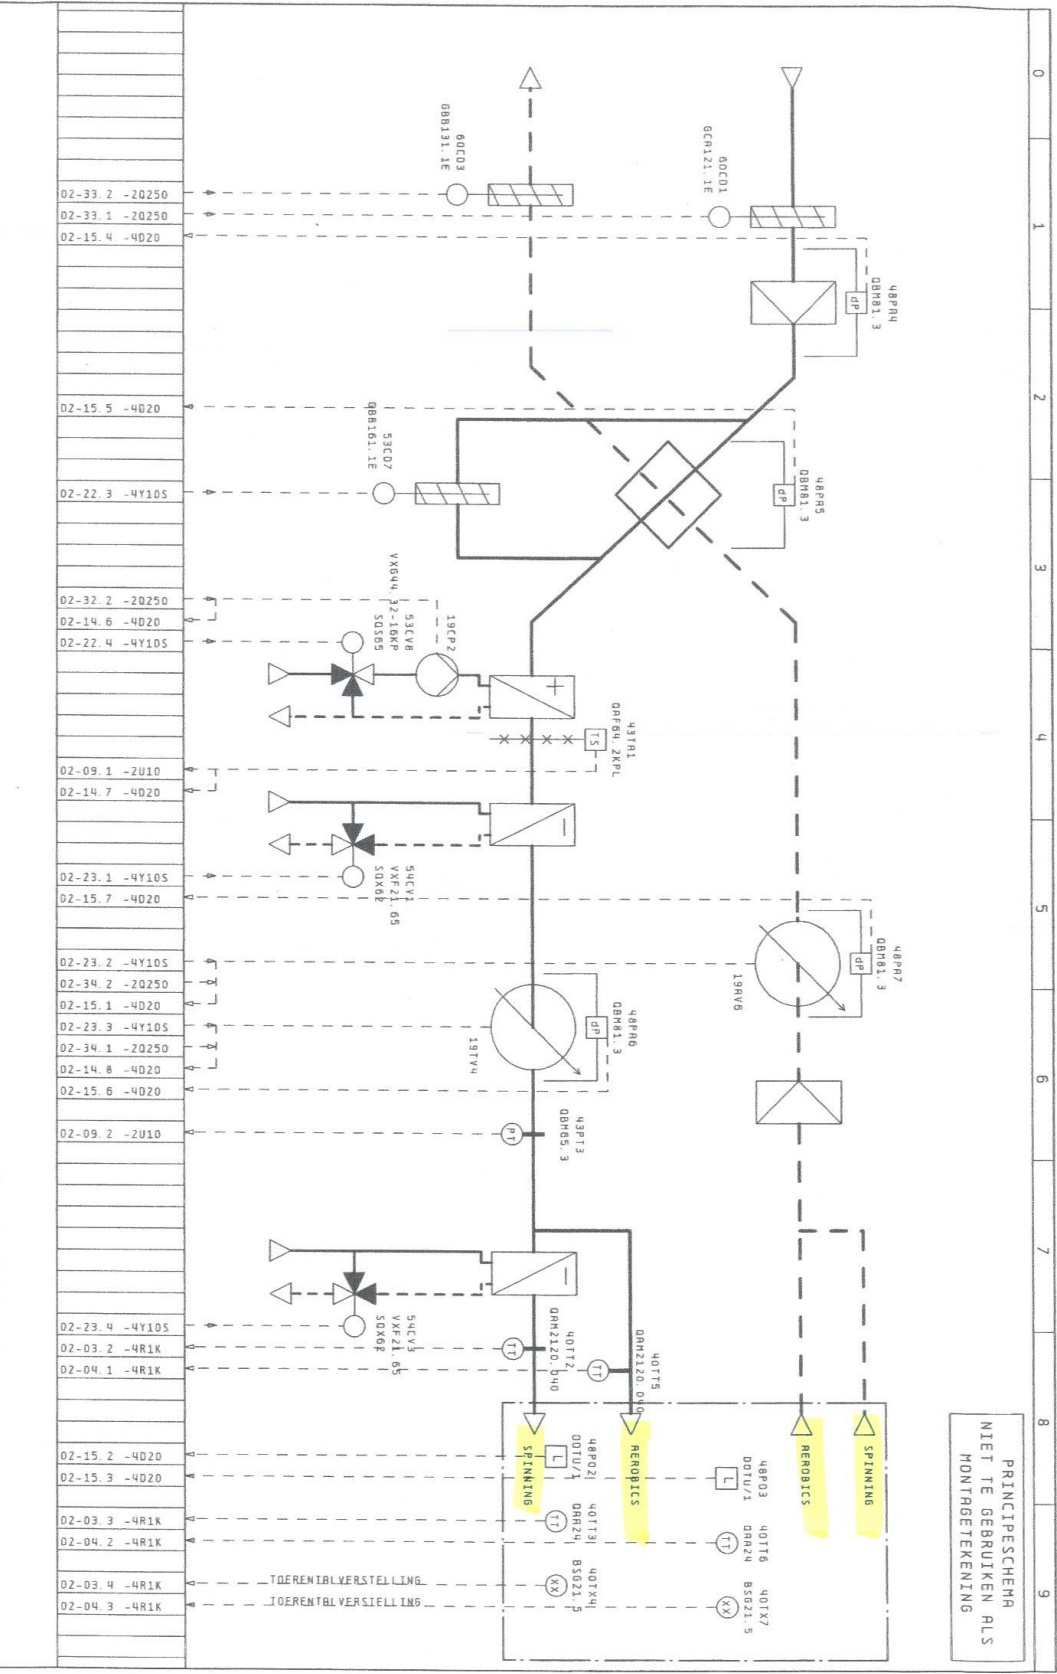 0
1
2
3
4
5
6
7
8
9
PRINCIPESCHEMA
NIET TE GEBRUIKEN ALS
MONTAGETEKENING
60CD3
GBB131.1E
60CD1
GCA121.1E
48PA4
QBM81.3
dP
53CD7
GBB161.1E
48PA5
QBM81.3
dP
19CP2
53CV8
VXG44.32-16KP
SQS65
+
43TA1
QAF64.2KPL
TS
54CV1
VXF21.65
SQX62
48PA7
QBM81.3
dP
19AV6
48PA6
QBM81.3
dP
19TV4
43PT3
QBM65.3
PT
54CV3
VXF21.65
SQX62
40TT2
QAM2120.040
TT
40TT5
QAM2120.040
TT
SPINNING
AEROBICS
AEROBICS
SPINNING
48PO2
DOTU/1
L
48PO3
DOTU/1
L
40TT3
QAA24
TT
40TT6
QAA24
TT
40TX4
BSG21.5
XX
40TX7
BSG21.5
XX
TOERENTALVERSTELLING
TOERENTALVERSTELLING
02-33.2 -2Q250
02-33.1 -2Q250
02-15.4 -4D20
02-15.5 -4D20
02-22.3 -4Y10S
02-32.2 -2Q250
02-14.6 -4D20
02-22.4 -4Y10S
02-09.1 -2U10
02-14.7 -4D20
02-23.1 -4Y10S
02-15.7 -4D20
02-23.2 -4Y10S
02-34.2 -2Q250
02-15.1 -4D20
02-23.3 -4Y10S
02-34.1 -2Q250
02-14.8 -4D20
02-15.6 -4D20
02-09.2 -2U10
02-23.4 -4Y10S
02-03.2 -4R1K
02-04.1 -4R1K
02-15.2 -4D20
02-15.3 -4D20
02-03.3 -4R1K
02-04.2 -4R1K
02-03.4 -4R1K
02-04.3 -4R1K